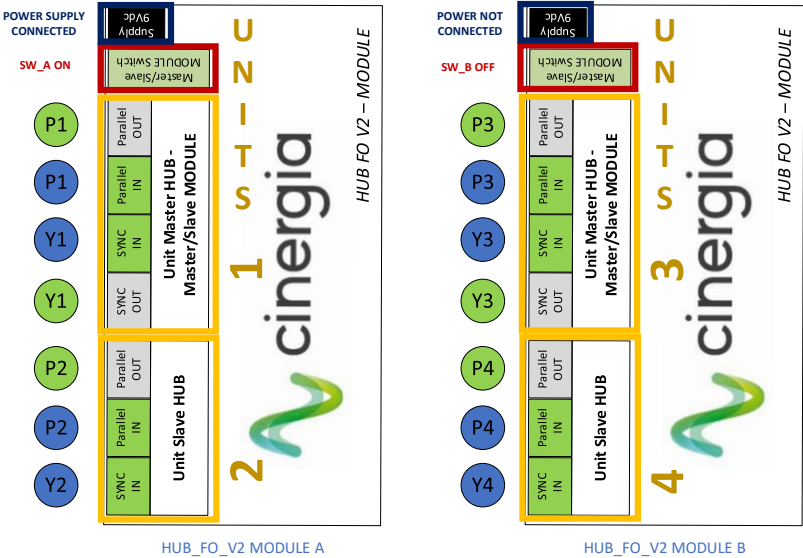 POWER SUPPLY
CONNECTED
Supply
9Vdc
SW_A ON
Master/Slave
MODULE Switch
P1
Parallel
OUT
P1
Parallel
IN
Y1
SYNC
IN
Y1
SYNC
OUT
Unit Master HUB -
Master/Slave MODULE
P2
Parallel
OUT
P2
Parallel
IN
Y2
SYNC
IN
Unit Slave HUB
UNITS
1
2
cinergia
HUB FO V2 – MODULE
HUB_FO_V2 MODULE A
POWER NOT
CONNECTED
Supply
9Vdc
SW_B OFF
Master/Slave
MODULE Switch
P3
Parallel
OUT
P3
Parallel
IN
Y3
SYNC
IN
Y3
SYNC
OUT
Unit Master HUB -
Master/Slave MODULE
P4
Parallel
OUT
P4
Parallel
IN
Y4
SYNC
IN
Unit Slave HUB
UNITS
3
4
cinergia
HUB FO V2 – MODULE
HUB_FO_V2 MODULE B